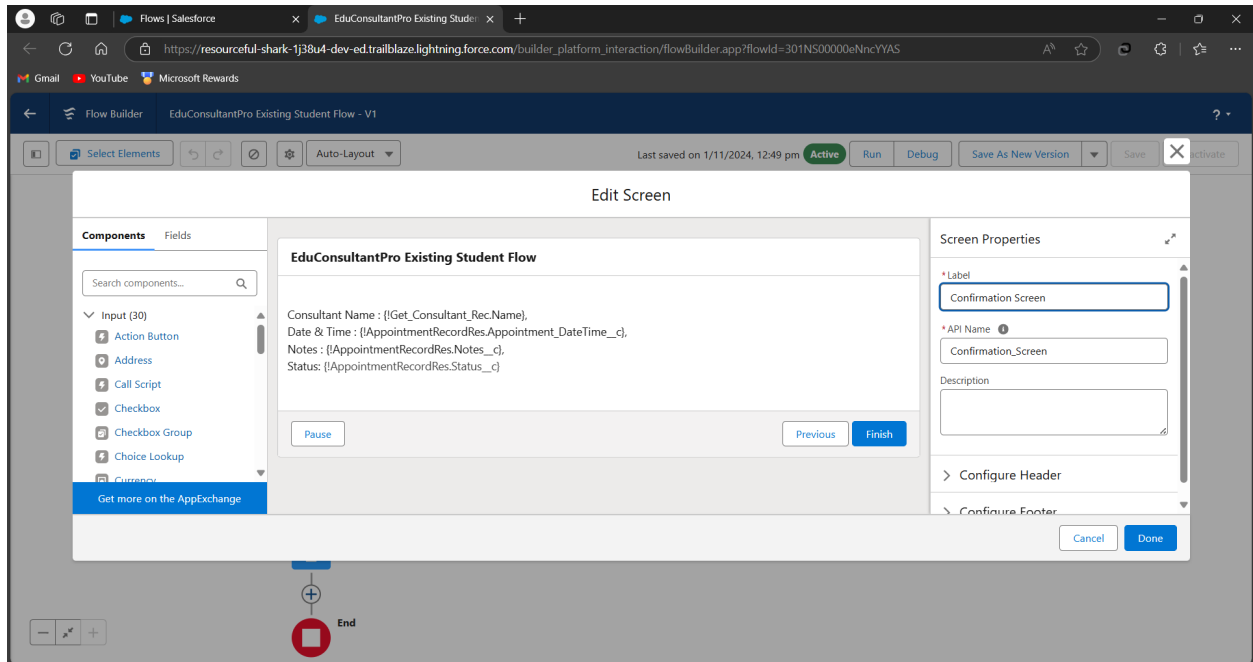 Flows | Salesforce
EduConsultantPro Existing Studen
https://resourceful-shark-1j38u4-dev-ed.trailblaze.lightning.force.com/builder_platform_interaction/flowBuilder.app?flowId=301NS00000eNncYYAS
Gmail YouTube Microsoft Rewards
Flow Builder EduConsultantPro Existing Student Flow - V1 ?
Select Elements Auto-Layout Last saved on 1/11/2024, 12:49 pm Active Run Debug Save As New Version Save activate
Edit Screen
Components Fields
Search components...
Input (30)
Action Button
Address
Call Script
Checkbox
Checkbox Group
Choice Lookup
Currency
Get more on the AppExchange
EduConsultantPro Existing Student Flow
Consultant Name : {!Get_Consultant_Rec.Name},
Date & Time : {!AppointmentRecordRes.Appointment_DateTime__c},
Notes : {!AppointmentRecordRes.Notes__c},
Status: {!AppointmentRecordRes.Status__c}
Pause Previous Finish
Screen Properties
*Label
Confirmation Screen
*API Name
Confirmation_Screen
Description
Configure Header
Configure Footer
Cancel Done
End